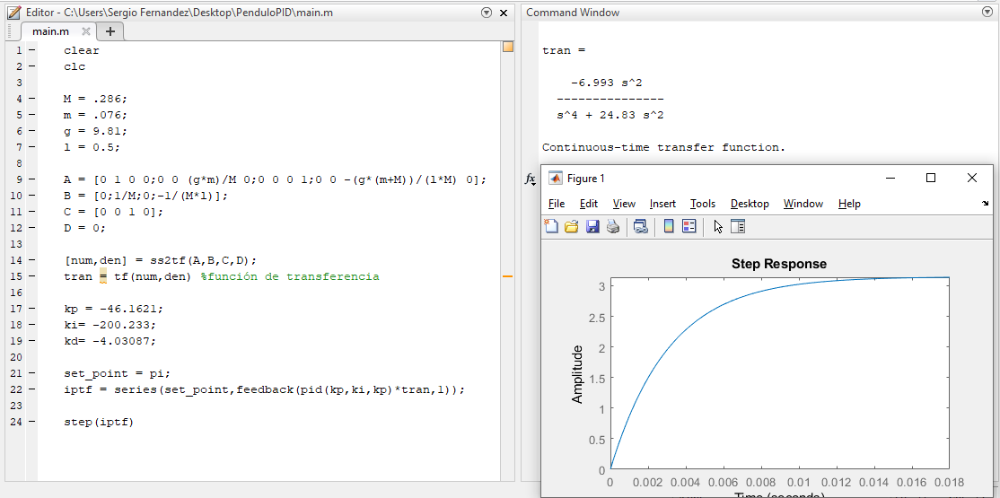 Editor - C:\Users\Sergio Fernandez\Desktop\PenduloPID\main.m
main.m
1 clear
2 clc
3
4 M = .286;
5 m = .076;
6 g = 9.81;
7 l = 0.5;
8
9 A = [0 1 0 0;0 0 (g*m)/M 0;0 0 0 1;0 0 -(g*(m+M))/(l*M) 0];
10 B = [0;1/M;0;-1/(M*l)];
11 C = [0 0 1 0];
12 D = 0;
13
14 [num,den] = ss2tf(A,B,C,D);
15 tran = tf(num,den) %función de transferencia
16
17 kp = -46.1621;
18 ki= -200.233;
19 kd= -4.03087;
20
21 set_point = pi;
22 iptf = series(set_point,feedback(pid(kp,ki,kp)*tran,1));
23
24 step(iptf)
Command Window
tran =
-6.993 s^2
---------------
s^4 + 24.83 s^2
Continuous-time transfer function.
fx
Figure 1
File Edit View Insert Tools Desktop Window Help
Step Response
Amplitude
3
2.5
2
1.5
1
0.5
0
0 0.002 0.004 0.006 0.008 0.01 0.012 0.014 0.016 0.018
Time (seconds)